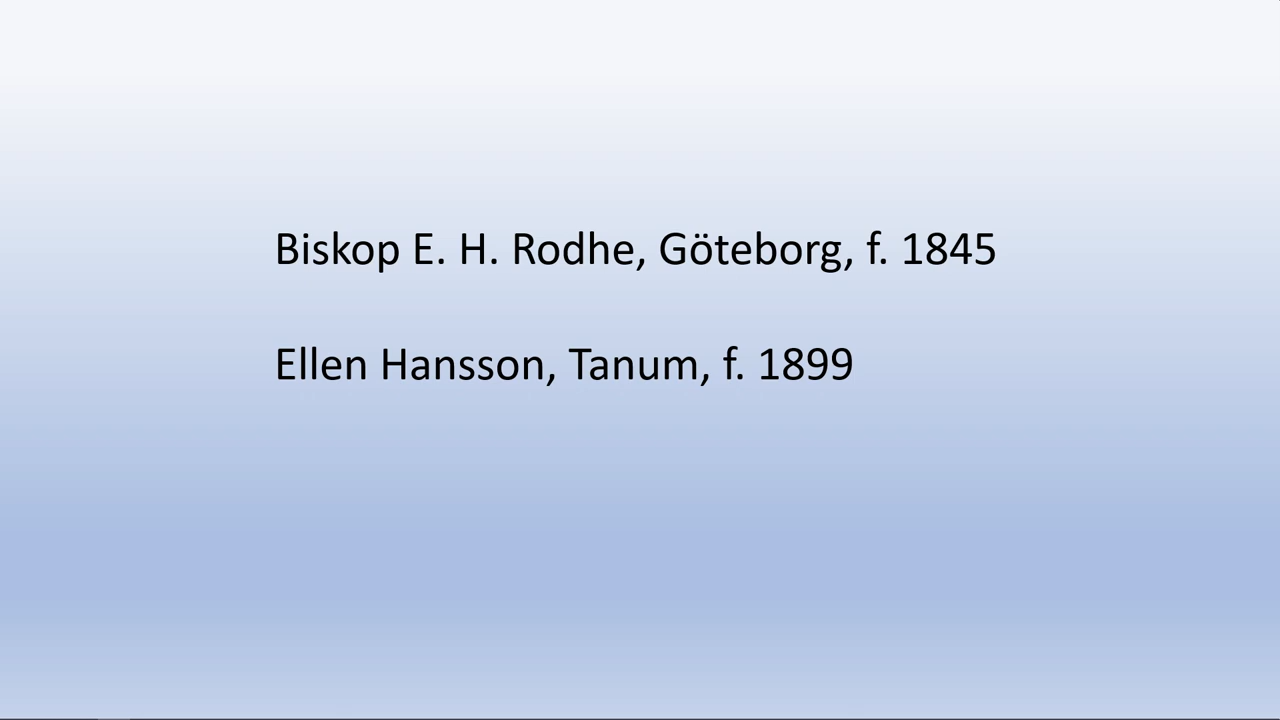 Biskop E. H. Rodhe, Göteborg, f. 1845
Ellen Hansson, Tanum, f. 1899